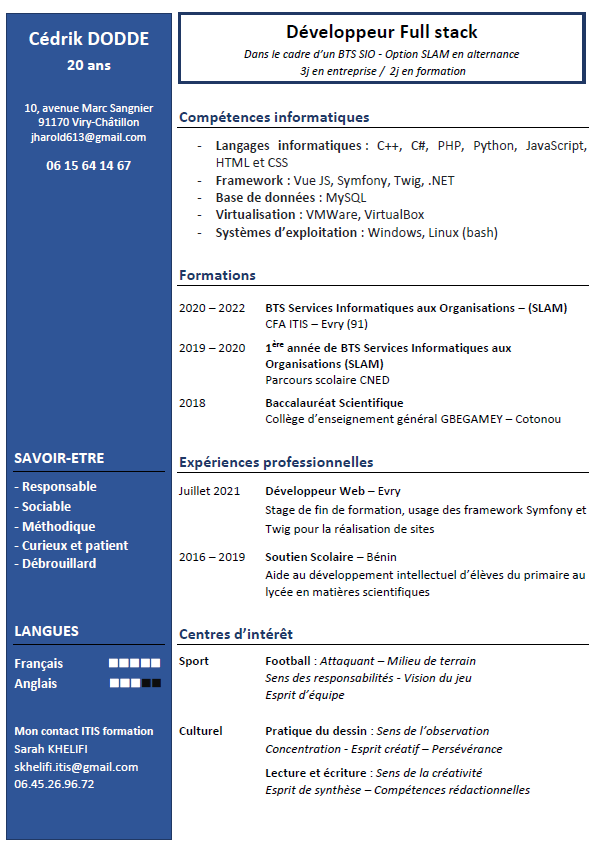 Cédrik DODDE
20 ans
10, avenue Marc Sangnier
91170 Viry-Châtillon
jharold613@gmail.com
06 15 64 14 67
SAVOIR-ETRE
- Responsable
- Sociable
- Méthodique
- Curieux et patient
- Débrouillard
LANGUES
Français
Anglais
Mon contact ITIS formation
Sarah KHELIFI
skhelifi.itis@gmail.com
06.45.26.96.72
Développeur Full stack
Dans le cadre d'un BTS SIO - Option SLAM en alternance
3j en entreprise / 2j en formation
Compétences informatiques
- Langages informatiques : C++, C#, PHP, Python, JavaScript,
HTML et CSS
- Framework : Vue JS, Symfony, Twig, .NET
- Base de données : MySQL
- Virtualisation : VMWare, VirtualBox
- Systèmes d'exploitation : Windows, Linux (bash)
Formations
2020 – 2022 BTS Services Informatiques aux Organisations – (SLAM)
CFA ITIS – Evry (91)
2019 – 2020 1ère année de BTS Services Informatiques aux
Organisations (SLAM)
Parcours scolaire CNED
2018 Baccalauréat Scientifique
Collège d'enseignement général GBEGAMEY – Cotonou
Expériences professionnelles
Juillet 2021 Développeur Web – Evry
Stage de fin de formation, usage des framework Symfony et
Twig pour la réalisation de sites
2016 – 2019 Soutien Scolaire – Bénin
Aide au développement intellectuel d'élèves du primaire au
lycée en matières scientifiques
Centres d'intérêt
Sport Football : Attaquant – Milieu de terrain
Sens des responsabilités - Vision du jeu
Esprit d'équipe
Culturel Pratique du dessin : Sens de l'observation
Concentration - Esprit créatif – Persévérance
Lecture et écriture : Sens de la créativité
Esprit de synthèse – Compétences rédactionnelles